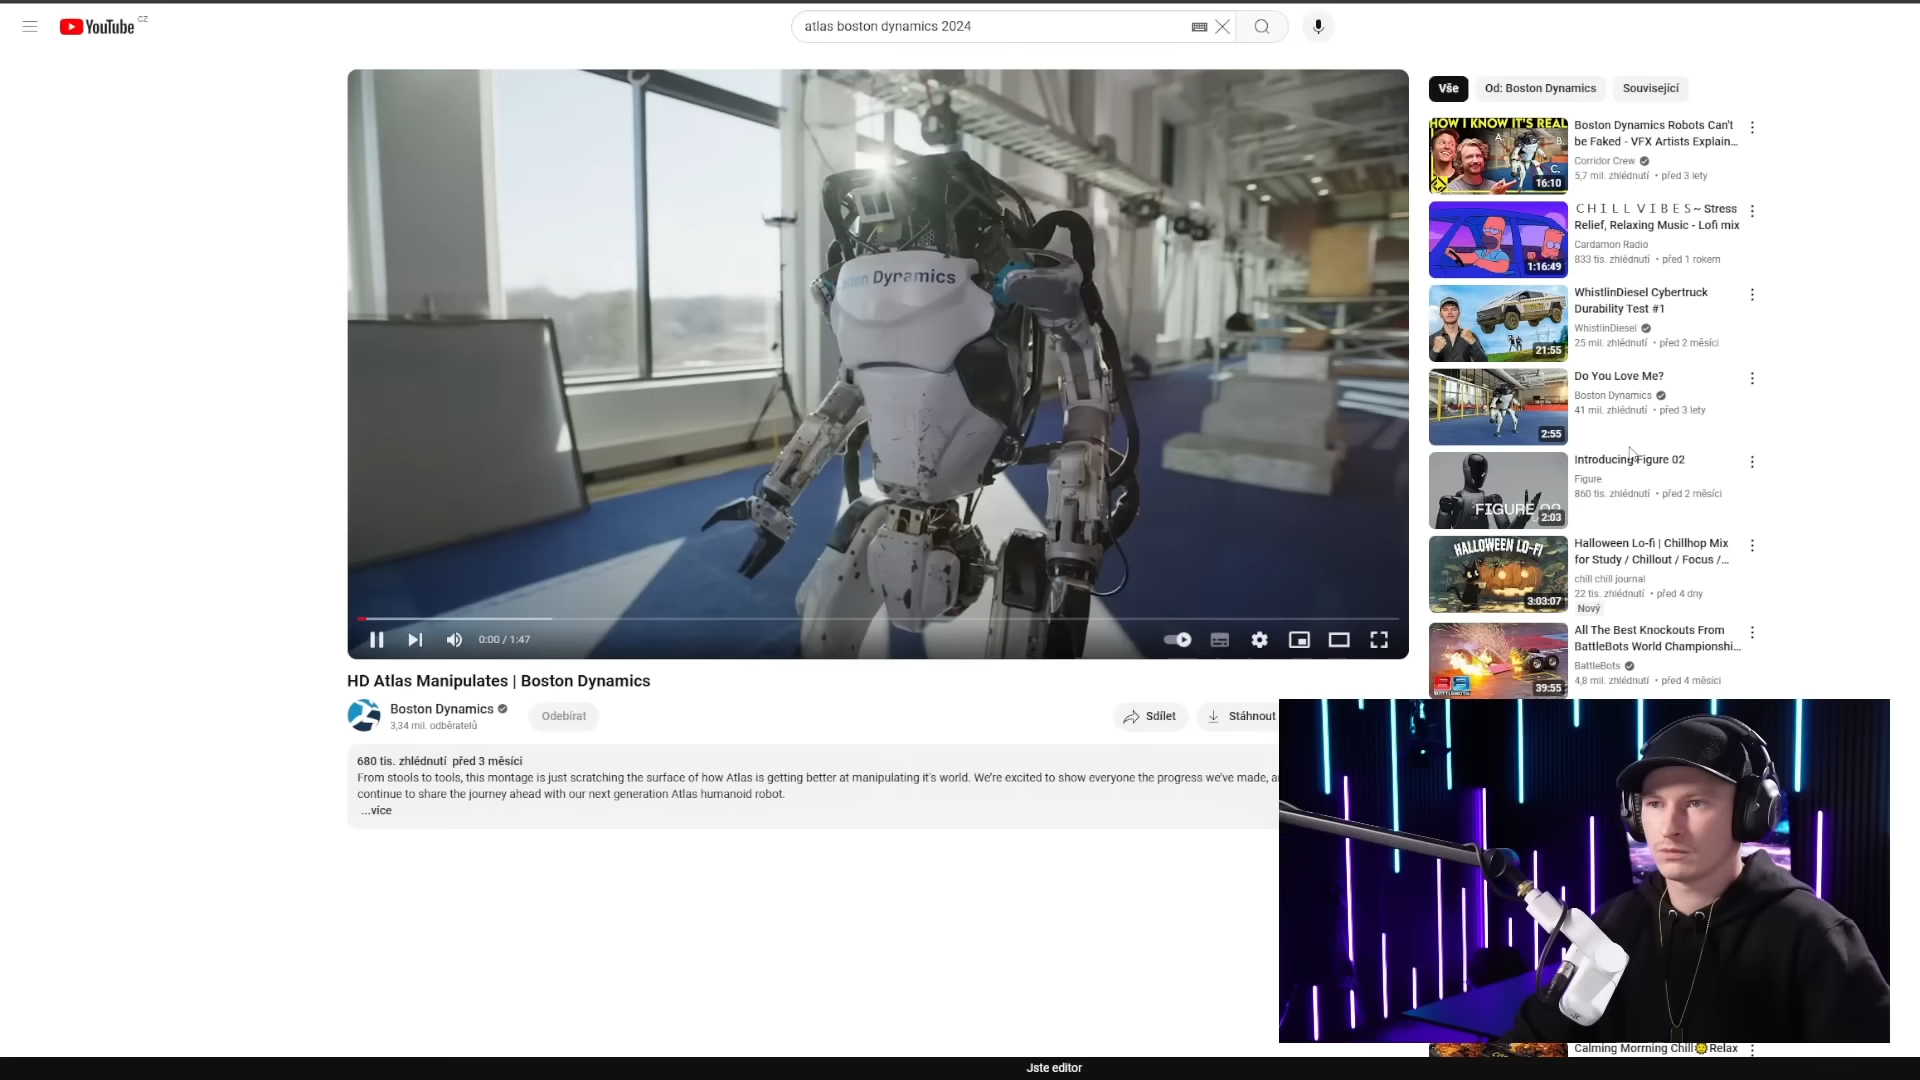 YouTube CZ
atlas boston dynamics 2024
Boston Dynamics
0:00 / 1:47
HD Atlas Manipulates | Boston Dynamics
Boston Dynamics
3,34 mil. odběratelů
Odebírat
Sdílet
Stáhnout
680 tis. zhlédnutí před 3 měsíci
From stools to tools, this montage is just scratching the surface of how Atlas is getting better at manipulating it's world. We're excited to show everyone the progress we've made, a
continue to share the journey ahead with our next generation Atlas humanoid robot.
...více
Vše
Od: Boston Dynamics
Související
HOW I KNOW IT'S REAL
A.
B.
C.
16:10
Boston Dynamics Robots Can't
be Faked - VFX Artists Explain...
Corridor Crew
5,7 mil. zhlédnutí • před 3 lety
1:16:49
C H I L L V I B E S ~ Stress
Relief, Relaxing Music - Lofi mix
Cardamon Radio
833 tis. zhlédnutí • před 1 rokem
21:55
WhistlinDiesel Cybertruck
Durability Test #1
WhistlinDiesel
25 mil. zhlédnutí • před 2 měsíci
2:55
Do You Love Me?
Boston Dynamics
41 mil. zhlédnutí • před 3 lety
FIGURE 02
2:03
Introducing Figure 02
Figure
860 tis. zhlédnutí • před 2 měsíci
HALLOWEEN LO-FI
3:03:07
Halloween Lo-fi | Chillhop Mix
for Study / Chillout / Focus /...
chill chill journal
22 tis. zhlédnutí • před 4 dny
Nový
39:55
All The Best Knockouts From
BattleBots World Championshi...
BattleBots
4,8 mil. zhlédnutí • před 4 měsíci
Calming Morrning Chill🌞Relax
Jste editor